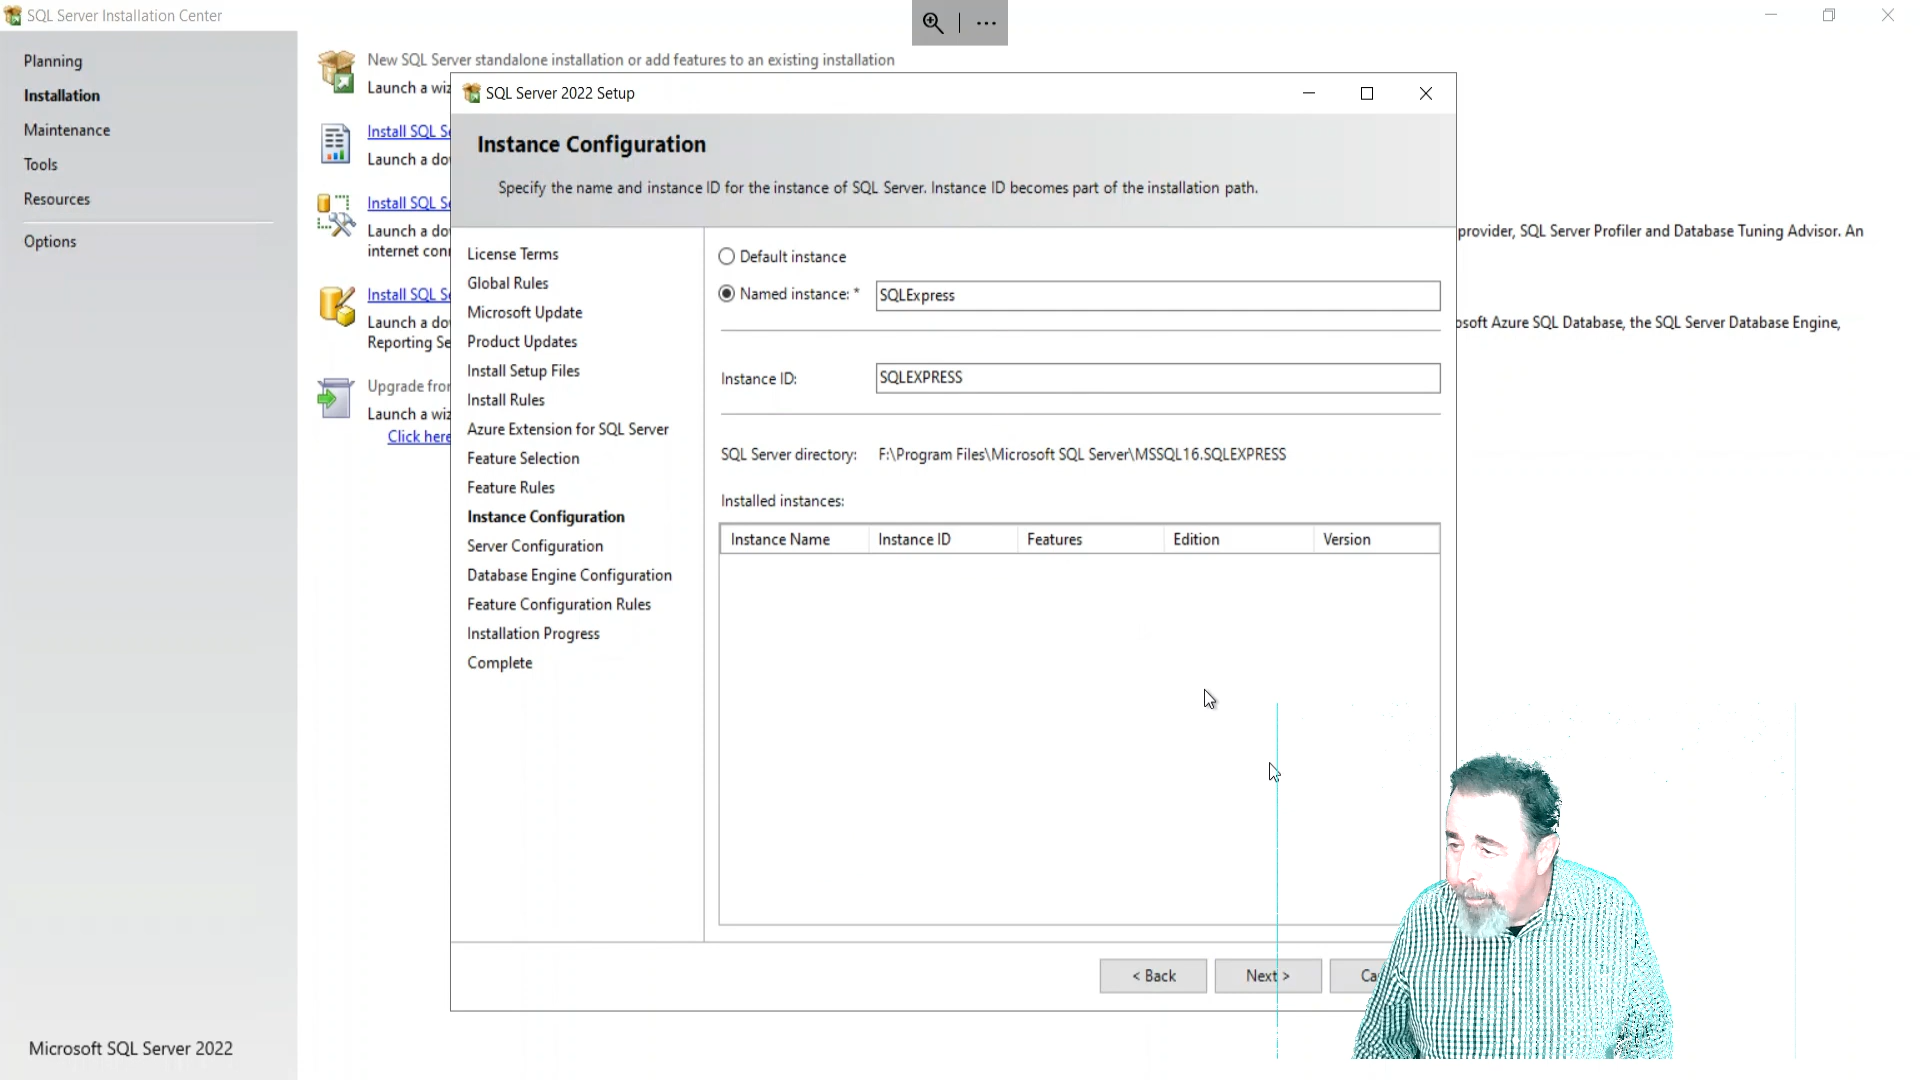 SQL Server Installation Center
Planning
Installation
Maintenance
Tools
Resources
Options
Microsoft SQL Server 2022
New SQL Server standalone installation or add features to an existing installation
Launch a wiz
Install SQL Se
Launch a do
Install SQL Se
Launch a do
internet conn
provider, SQL Server Profiler and Database Tuning Advisor. An
Install SQL Se
Launch a do
Reporting Se
osoft Azure SQL Database, the SQL Server Database Engine,
Upgrade fron
Launch a wiz
Click here
SQL Server 2022 Setup
Instance Configuration
Specify the name and instance ID for the instance of SQL Server. Instance ID becomes part of the installation path.
License Terms
Global Rules
Microsoft Update
Product Updates
Install Setup Files
Install Rules
Azure Extension for SQL Server
Feature Selection
Feature Rules
Instance Configuration
Server Configuration
Database Engine Configuration
Feature Configuration Rules
Installation Progress
Complete
Default instance
Named instance: * SQLExpress
Instance ID: SQLEXPRESS
SQL Server directory: F:\Program Files\Microsoft SQL Server\MSSQL16.SQLEXPRESS
Installed instances:
Instance Name Instance ID Features Edition Version
< Back Next > Ca